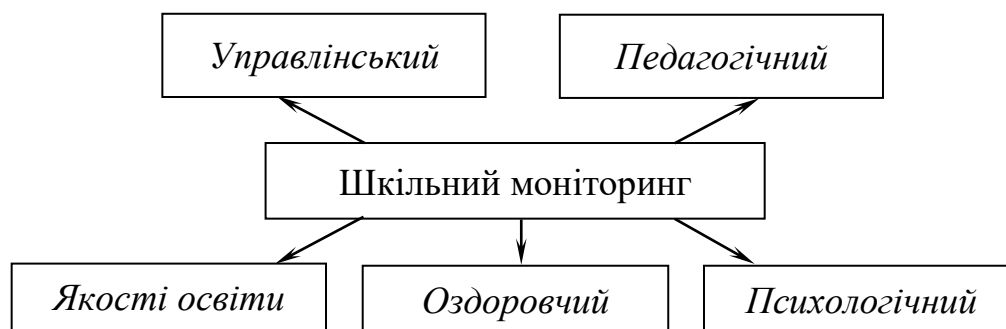 Управлінський
Педагогічний
Шкільний моніторинг
Якості освіти
Оздоровчий
Психологічний